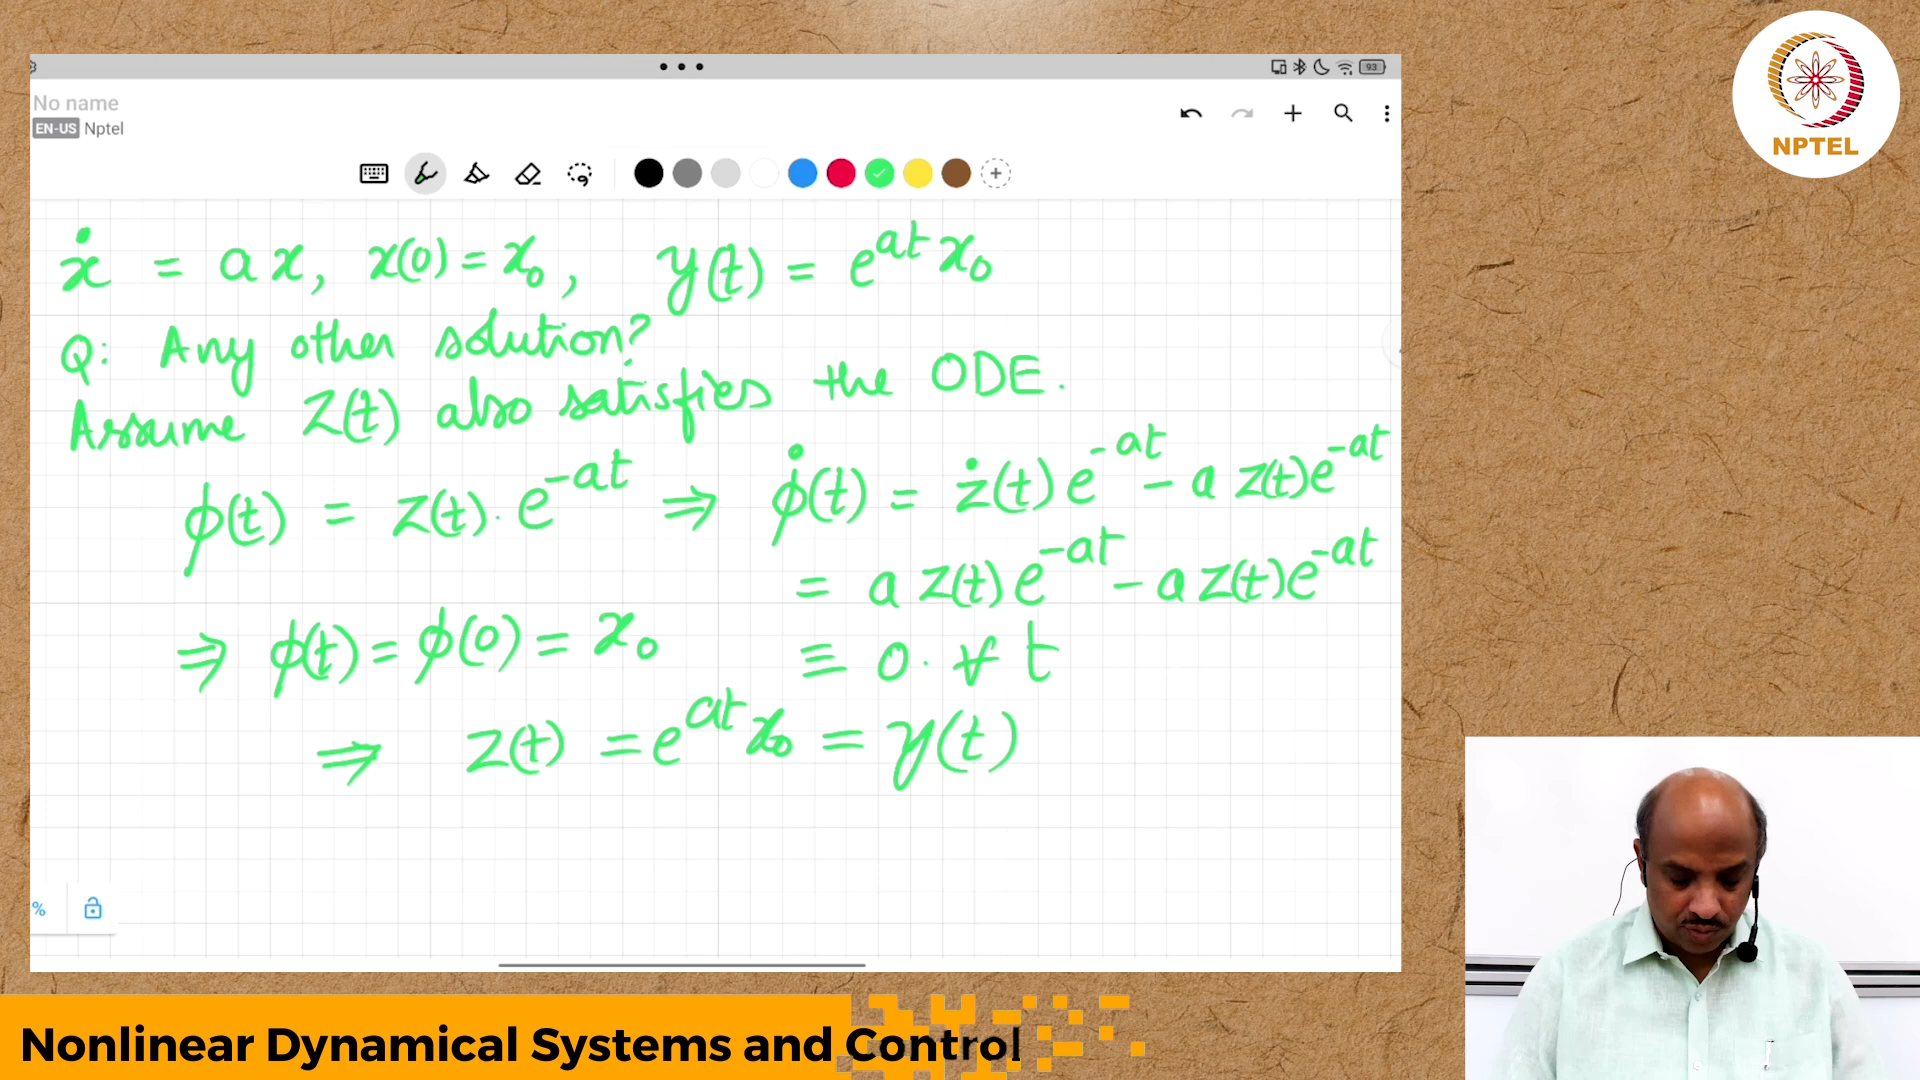 93
No name
EN-US Nptel
NPTEL
ẋ = a x, x(0) = x₀, y(t) = e^{at} x₀
Q: Any other solution?
Assume Z(t) also satisfies the ODE.
ϕ(t) = z(t). e^{-at} ⇒ ϕ̇(t) = ż(t) e^{-at} - a z(t) e^{-at}
= a z(t) e^{-at} - a z(t) e^{-at}
⇒ ϕ(t) = ϕ(0) = x₀ ≡ 0. ∀ t
⇒ z(t) = e^{at} x₀ = y(t)
%
Nonlinear Dynamical Systems and Control